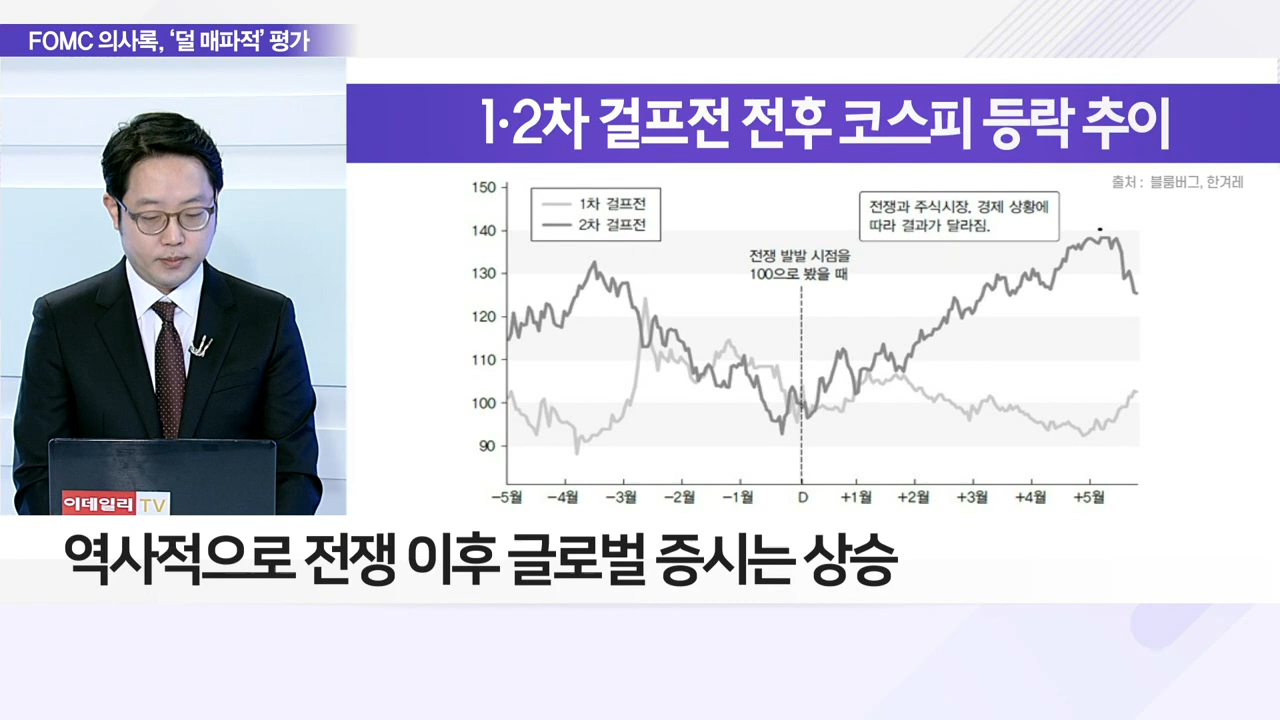 FOMC 의사록, ‘덜 매파적’ 평가
1·2차 걸프전 전후 코스피 등락 추이
출처 : 블룸버그, 한겨레
150
140
130
120
110
100
90
1차 걸프전
2차 걸프전
전쟁과 주식시장, 경제 상황에
따라 결과가 달라짐.
전쟁 발발 시점을
100으로 봤을 때
-5월 -4월 -3월 -2월 -1월 D +1월 +2월 +3월 +4월 +5월
이데일리 TV
역사적으로 전쟁 이후 글로벌 증시는 상승